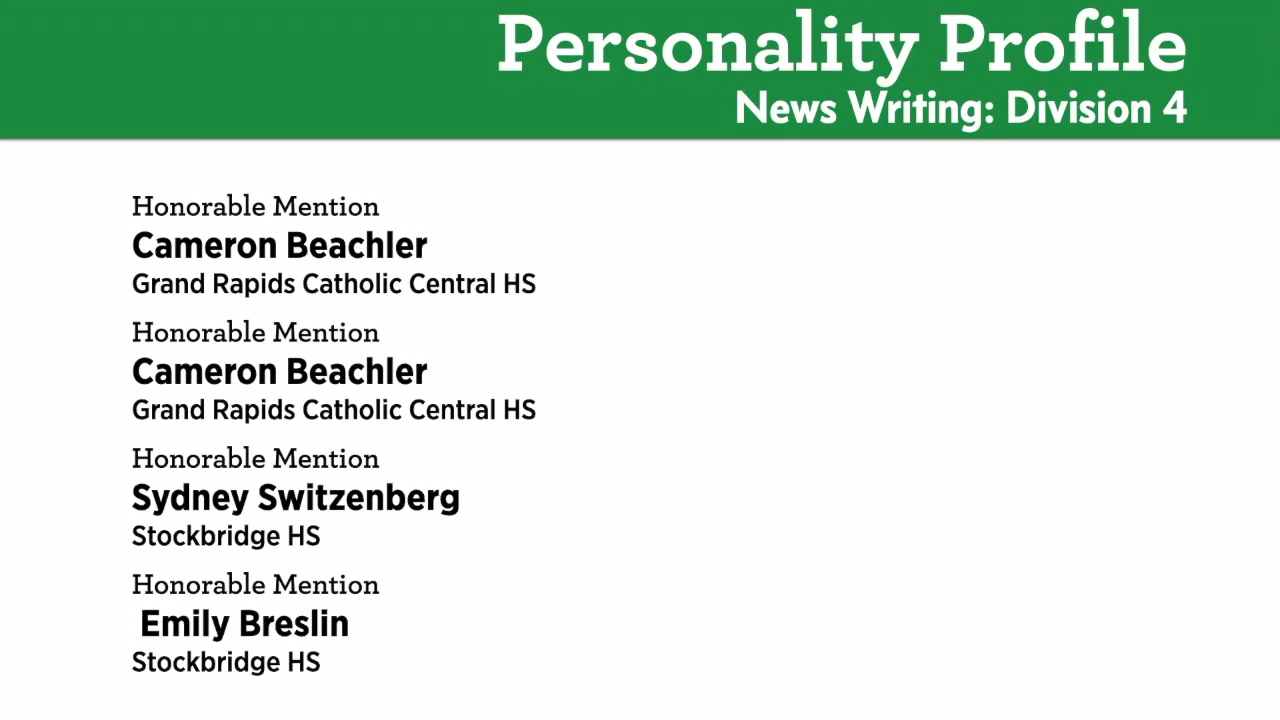 Personality Profile
News Writing: Division 4
Honorable Mention
Cameron Beachler
Grand Rapids Catholic Central HS
Honorable Mention
Cameron Beachler
Grand Rapids Catholic Central HS
Honorable Mention
Sydney Switzenberg
Stockbridge HS
Honorable Mention
Emily Breslin
Stockbridge HS